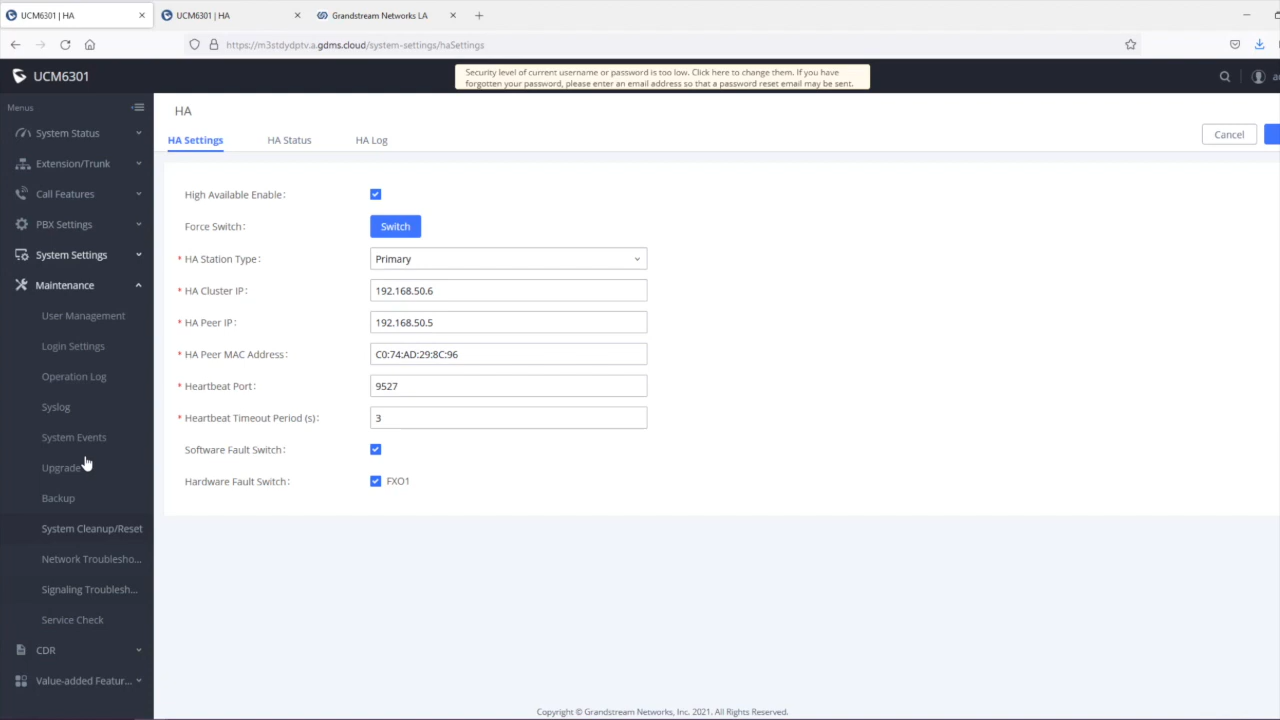 UCM6301 | HA
UCM6301 | HA
Grandstream Networks LA
https://m3stdydptv.a.gdms.cloud/system-settings/haSettings
UCM6301
Security level of current username or password is too low. Click here to change them. If you have
forgotten your password, please enter an email address so that a password reset email may be sent.
Menus
System Status
Extension/Trunk
Call Features
PBX Settings
System Settings
Maintenance
User Management
Login Settings
Operation Log
Syslog
System Events
Upgrade
Backup
System Cleanup/Reset
Network Troublesho...
Signaling Troublesh...
Service Check
CDR
Value-added Featur...
HA
HA Settings
HA Status
HA Log
Cancel
High Available Enable:
Force Switch:
Switch
* HA Station Type:
Primary
* HA Cluster IP:
192.168.50.6
* HA Peer IP:
192.168.50.5
* HA Peer MAC Address:
C0:74:AD:29:8C:96
* Heartbeat Port:
9527
* Heartbeat Timeout Period (s):
3
Software Fault Switch:
Hardware Fault Switch:
FXO1
Copyright © Grandstream Networks, Inc. 2021. All Rights Reserved.